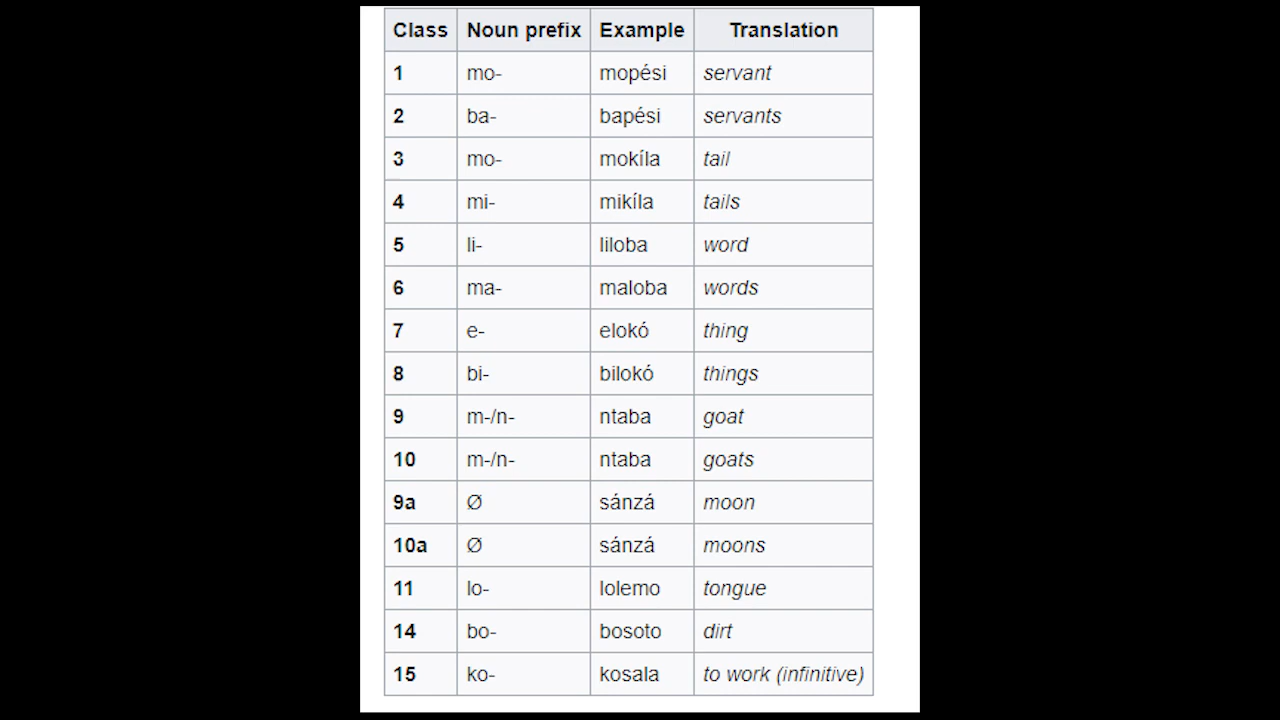 Class Noun prefix Example Translation
1 mo- mopési servant
2 ba- bapési servants
3 mo- mokíla tail
4 mi- mikíla tails
5 li- liloba word
6 ma- maloba words
7 e- elokó thing
8 bi- bilokó things
9 m-/n- ntaba goat
10 m-/n- ntaba goats
9a Ø sánzá moon
10a Ø sánzá moons
11 lo- lolemo tongue
14 bo- bosoto dirt
15 ko- kosala to work (infinitive)